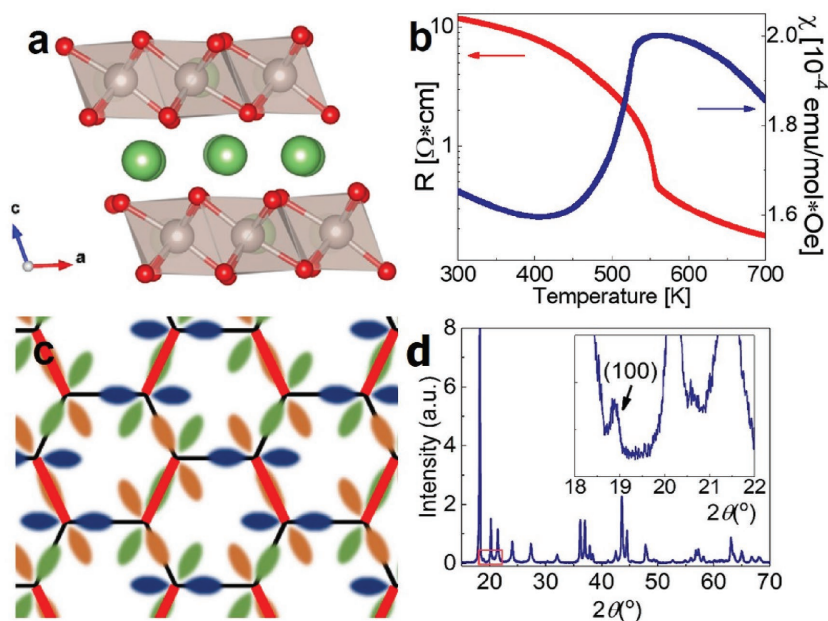 a
c
a
b
R [Ω*cm]
10
1
χ [10⁻⁴ emu/mol*Oe]
2.0
1.8
1.6
300 400 500 600 700
Temperature [K]
c
d
Intensity (a.u.)
8
6
4
2
0
(100)
18 19 20 21 22
2θ(°)
20 30 40 50 60 70
2θ(°)